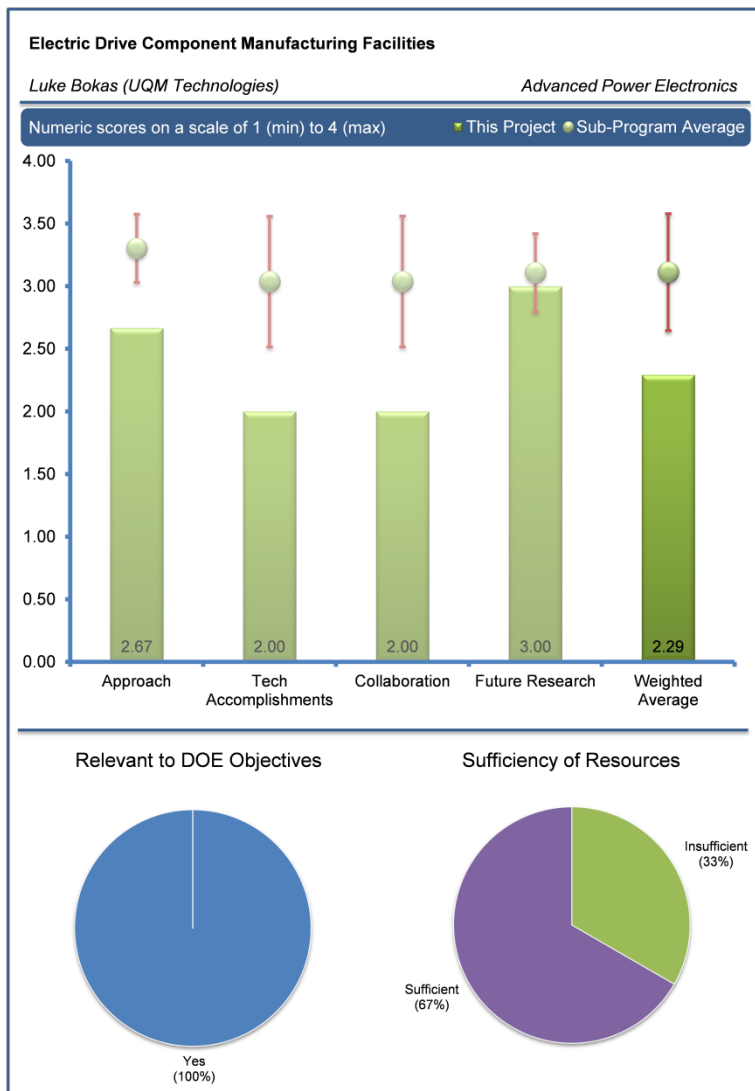 Electric Drive Component Manufacturing Facilities
Luke Bokas (UQM Technologies) Advanced Power Electronics
Numeric scores on a scale of 1 (min) to 4 (max) This Project Sub-Program Average
4.00
3.50
3.00
2.50
2.00
1.50
1.00
0.50
0.00
2.67 2.00 2.00 3.00 2.29
Approach Tech Collaboration Future Research Weighted
Accomplishments Average
Relevant to DOE Objectives Sufficiency of Resources
Insufficient
(33%)
Sufficient
(67%)
Yes
(100%)